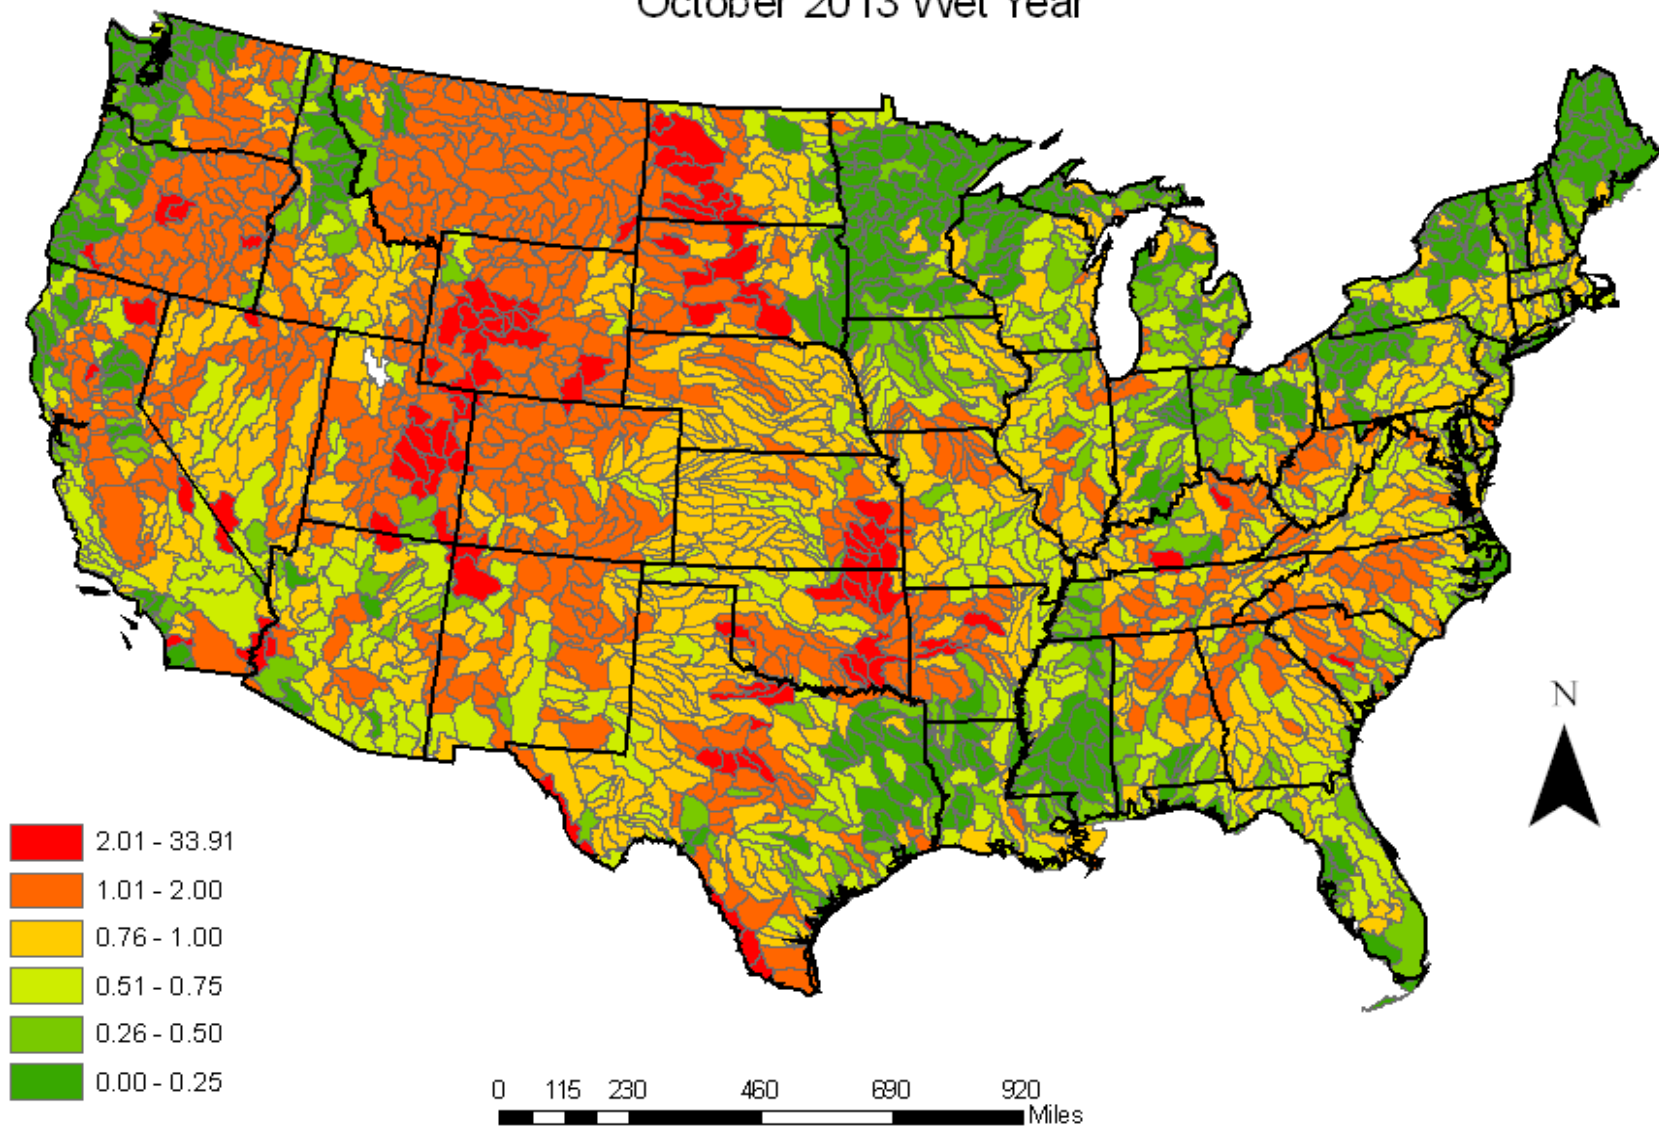 October 2013 Wet Year
N
2.01 - 33.91
1.01 - 2.00
0.76 - 1.00
0.51 - 0.75
0.26 - 0.50
0.00 - 0.25
0 115 230 460 690 920
Miles